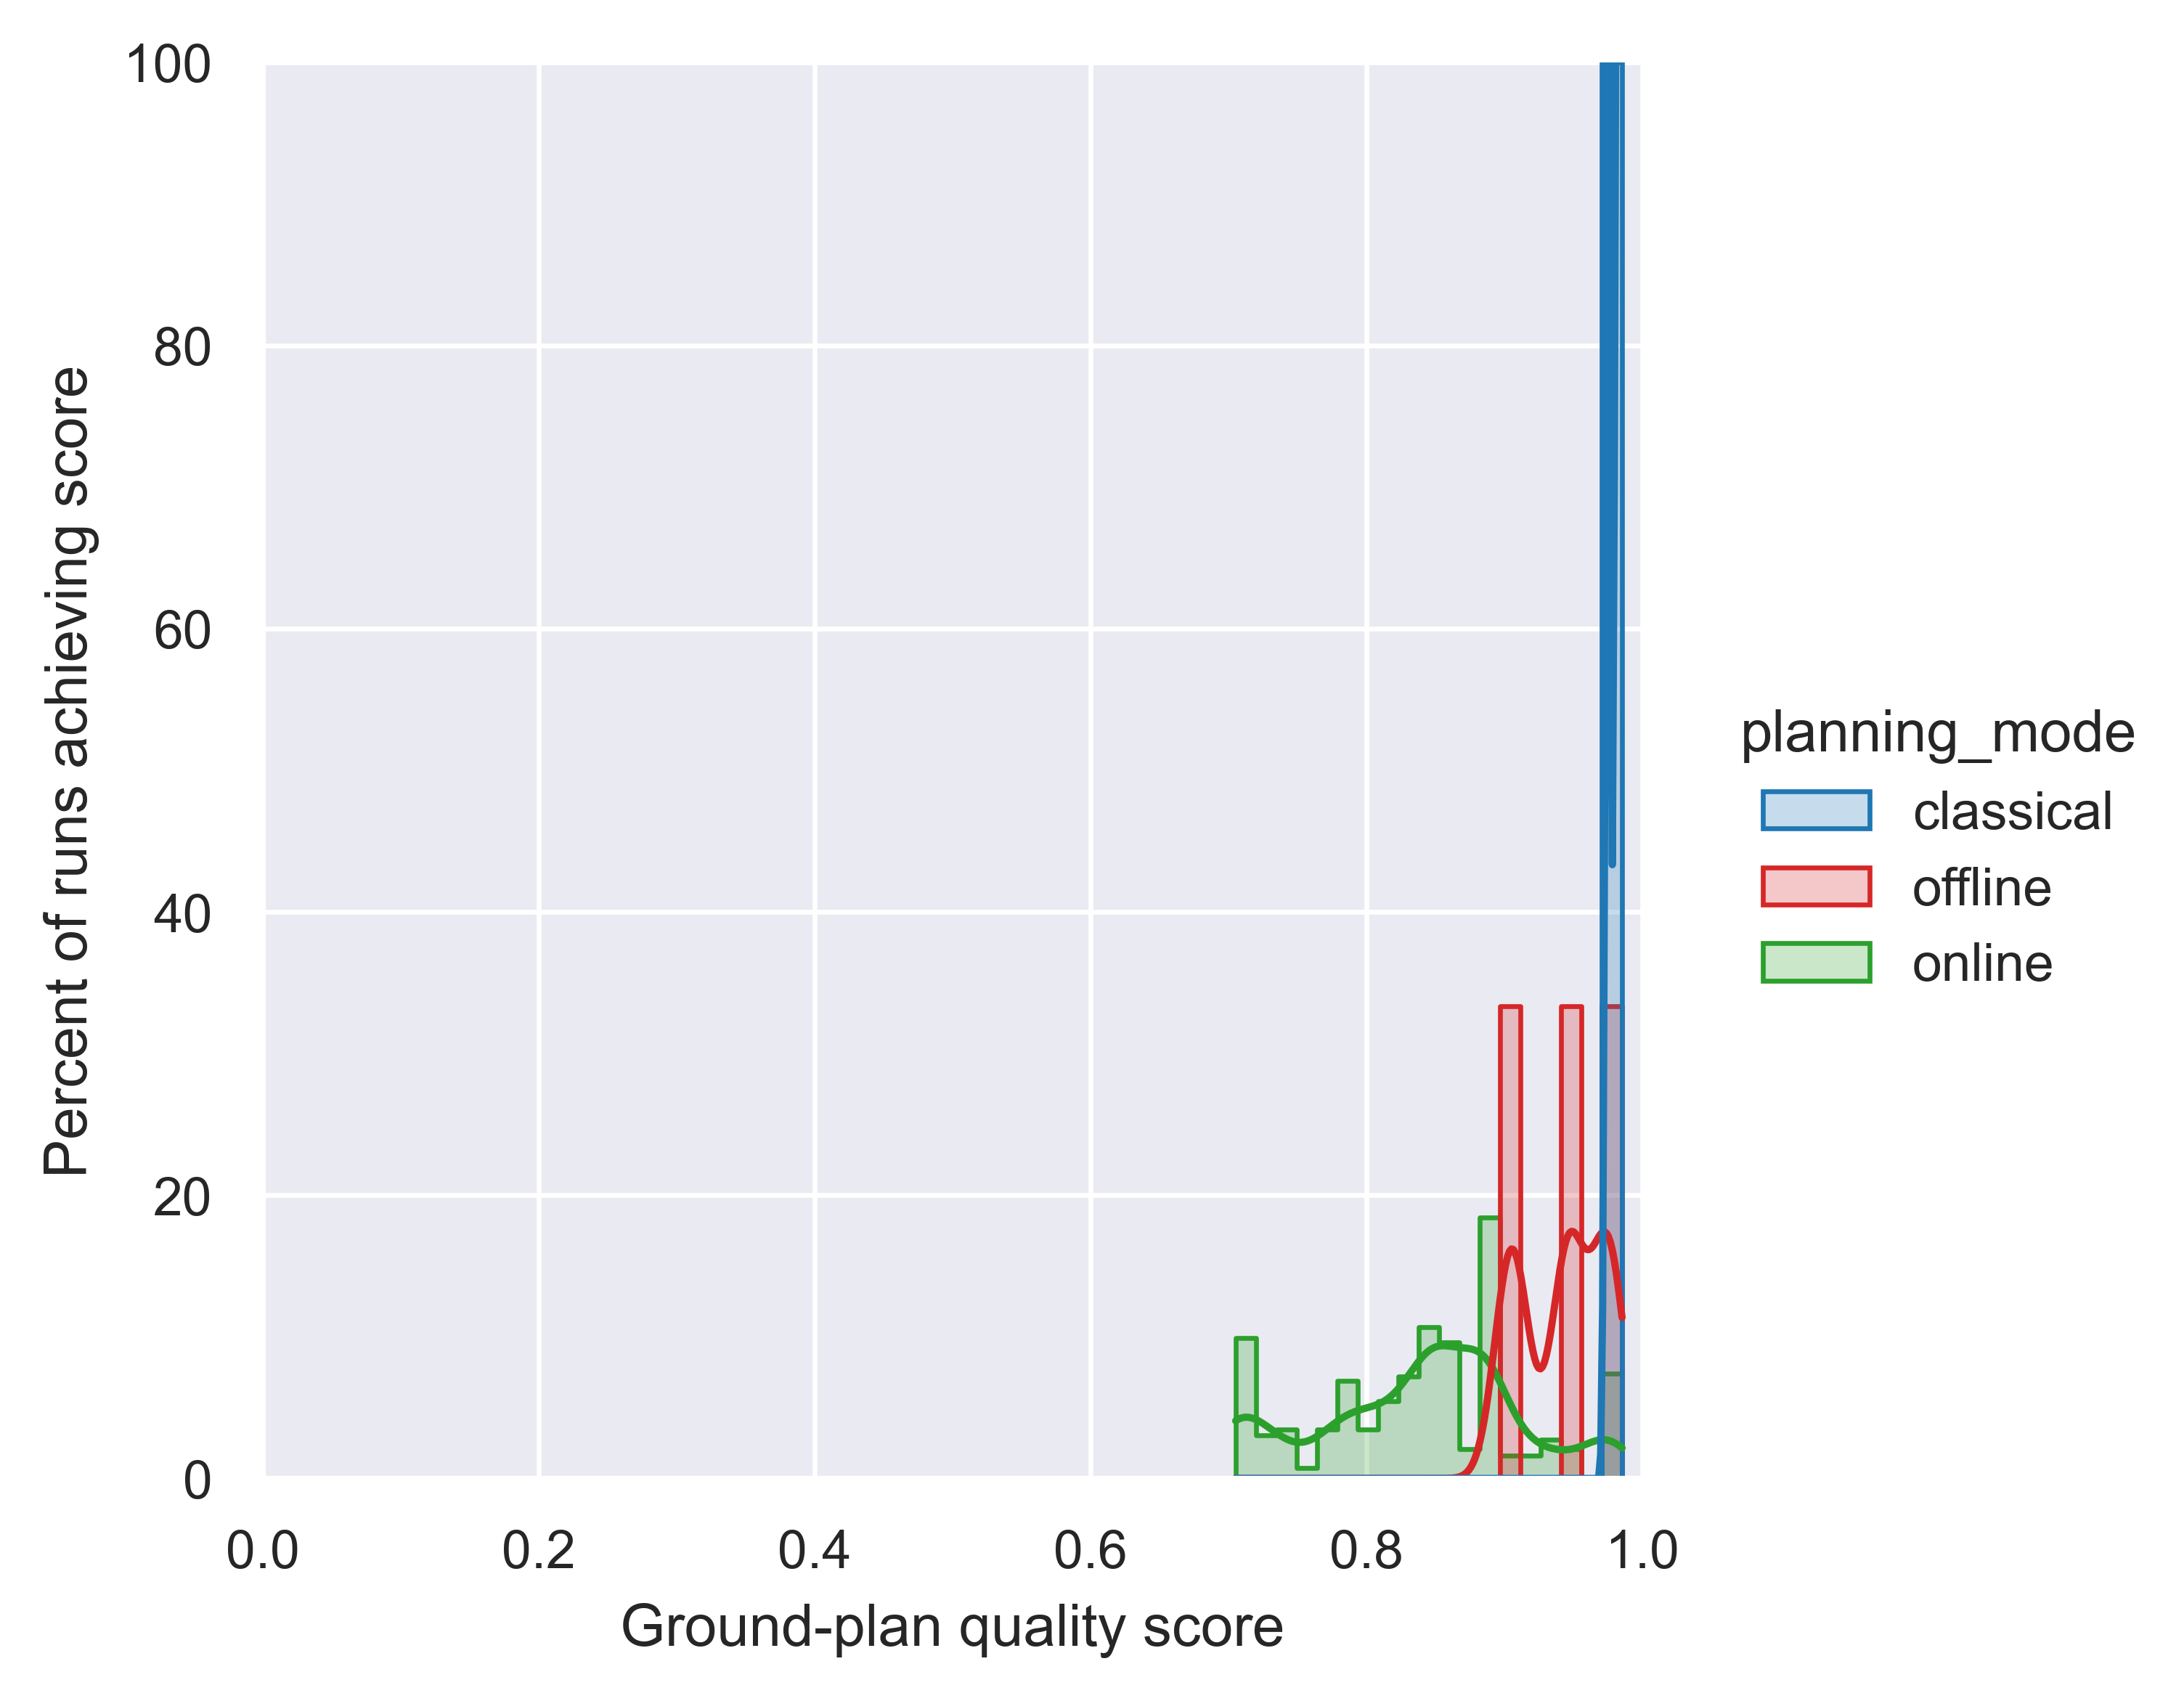 100
80
60
40
20
0
Percent of runs achieving score
0.0 0.2 0.4 0.6 0.8 1.0
Ground-plan quality score
planning_mode
classical
offline
online